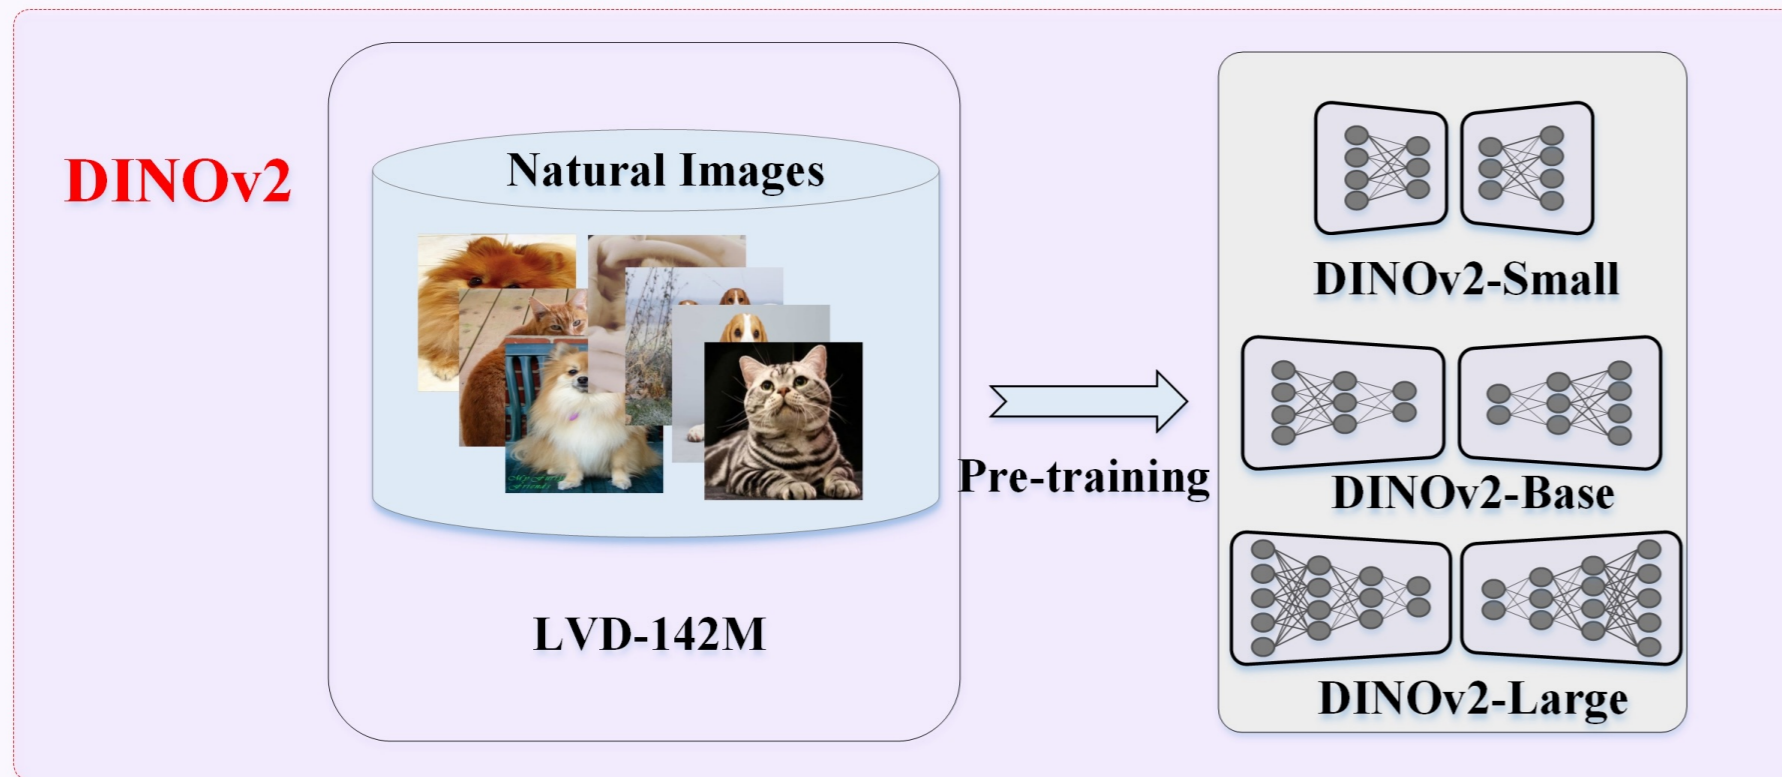 DINOv2
Natural Images
LVD-142M
Pre-training
DINOv2-Small
DINOv2-Base
DINOv2-Large